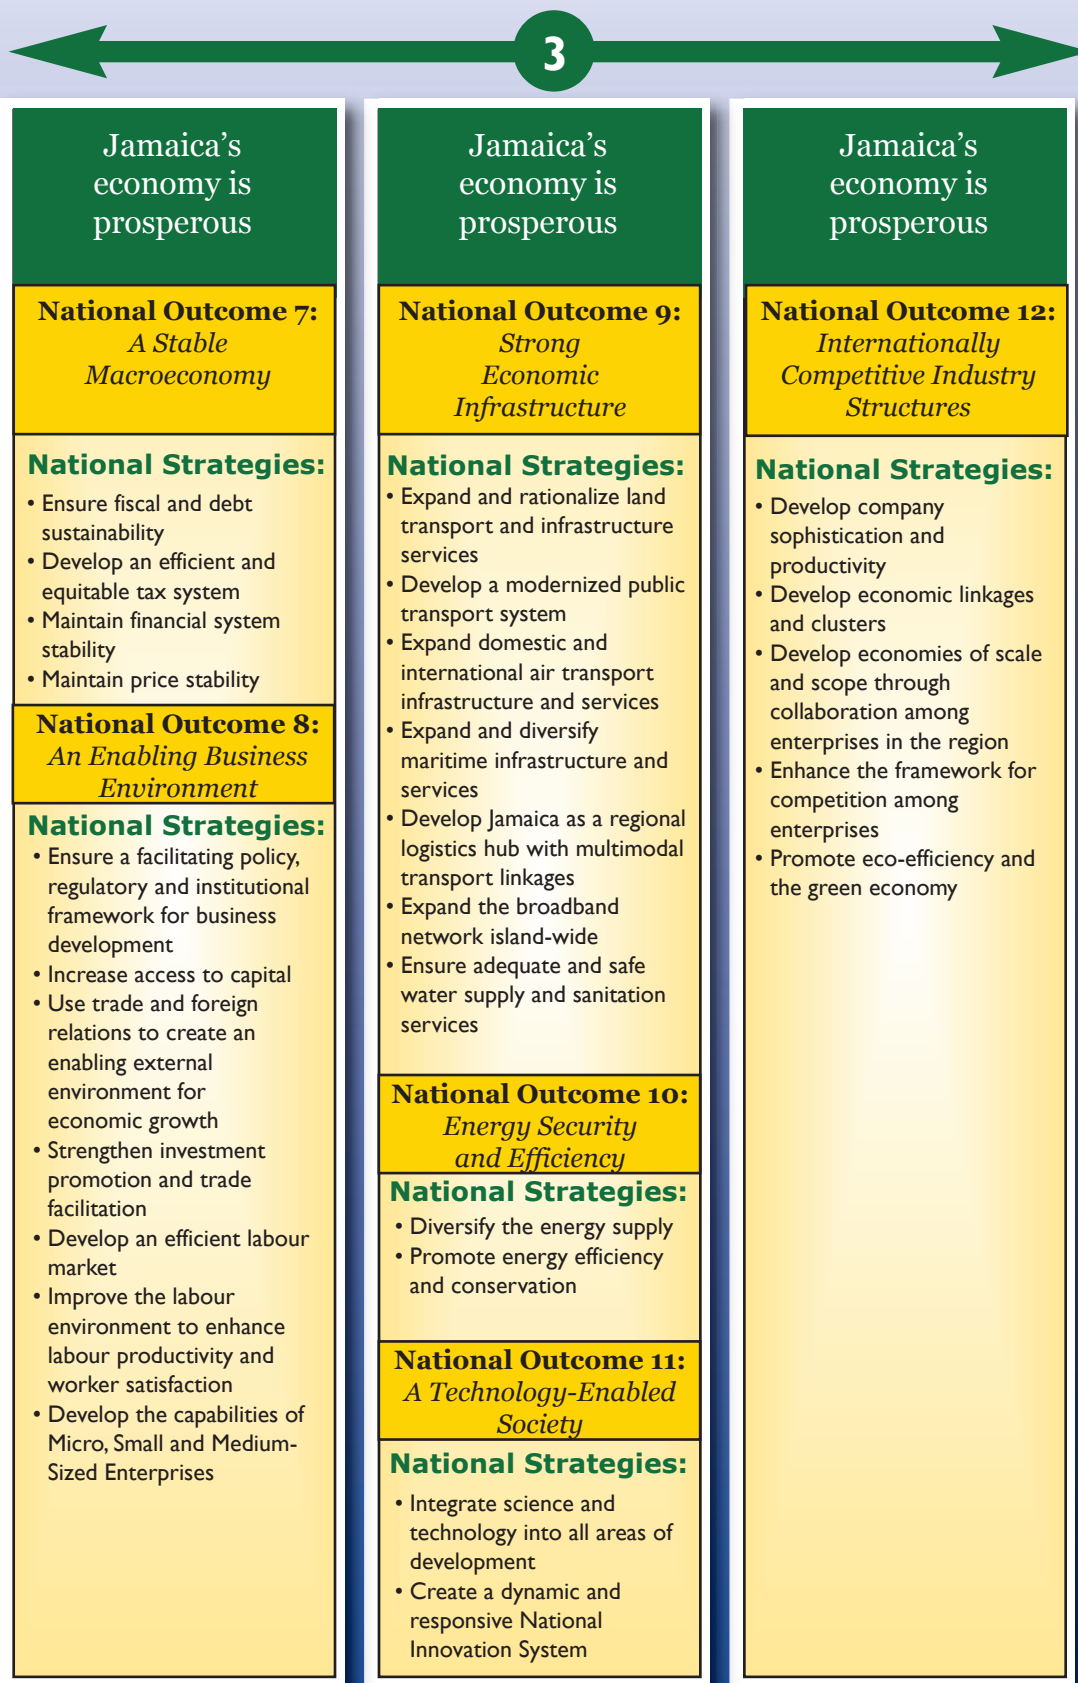 3
Jamaica’s
economy is
prosperous
National Outcome 7:
A Stable
Macroeconomy
National Strategies:
• Ensure fiscal and debt
sustainability
• Develop an efficient and
equitable tax system
• Maintain financial system
stability
• Maintain price stability
National Outcome 8:
An Enabling Business
Environment
National Strategies:
• Ensure a facilitating policy,
regulatory and institutional
framework for business
development
• Increase access to capital
• Use trade and foreign
relations to create an
enabling external
environment for
economic growth
• Strengthen investment
promotion and trade
facilitation
• Develop an efficient labour
market
• Improve the labour
environment to enhance
labour productivity and
worker satisfaction
• Develop the capabilities of
Micro, Small and Medium-
Sized Enterprises
Jamaica’s
economy is
prosperous
National Outcome 9:
Strong
Economic
Infrastructure
National Strategies:
• Expand and rationalize land
transport and infrastructure
services
• Develop a modernized public
transport system
• Expand domestic and
international air transport
infrastructure and services
• Expand and diversify
maritime infrastructure and
services
• Develop Jamaica as a regional
logistics hub with multimodal
transport linkages
• Expand the broadband
network island-wide
• Ensure adequate and safe
water supply and sanitation
services
National Outcome 10:
Energy Security
and Efficiency
National Strategies:
• Diversify the energy supply
• Promote energy efficiency
and conservation
National Outcome 11:
A Technology-Enabled
Society
National Strategies:
• Integrate science and
technology into all areas of
development
• Create a dynamic and
responsive National
Innovation System
Jamaica’s
economy is
prosperous
National Outcome 12:
Internationally
Competitive Industry
Structures
National Strategies:
• Develop company
sophistication and
productivity
• Develop economic linkages
and clusters
• Develop economies of scale
and scope through
collaboration among
enterprises in the region
• Enhance the framework for
competition among
enterprises
• Promote eco-efficiency and
the green economy